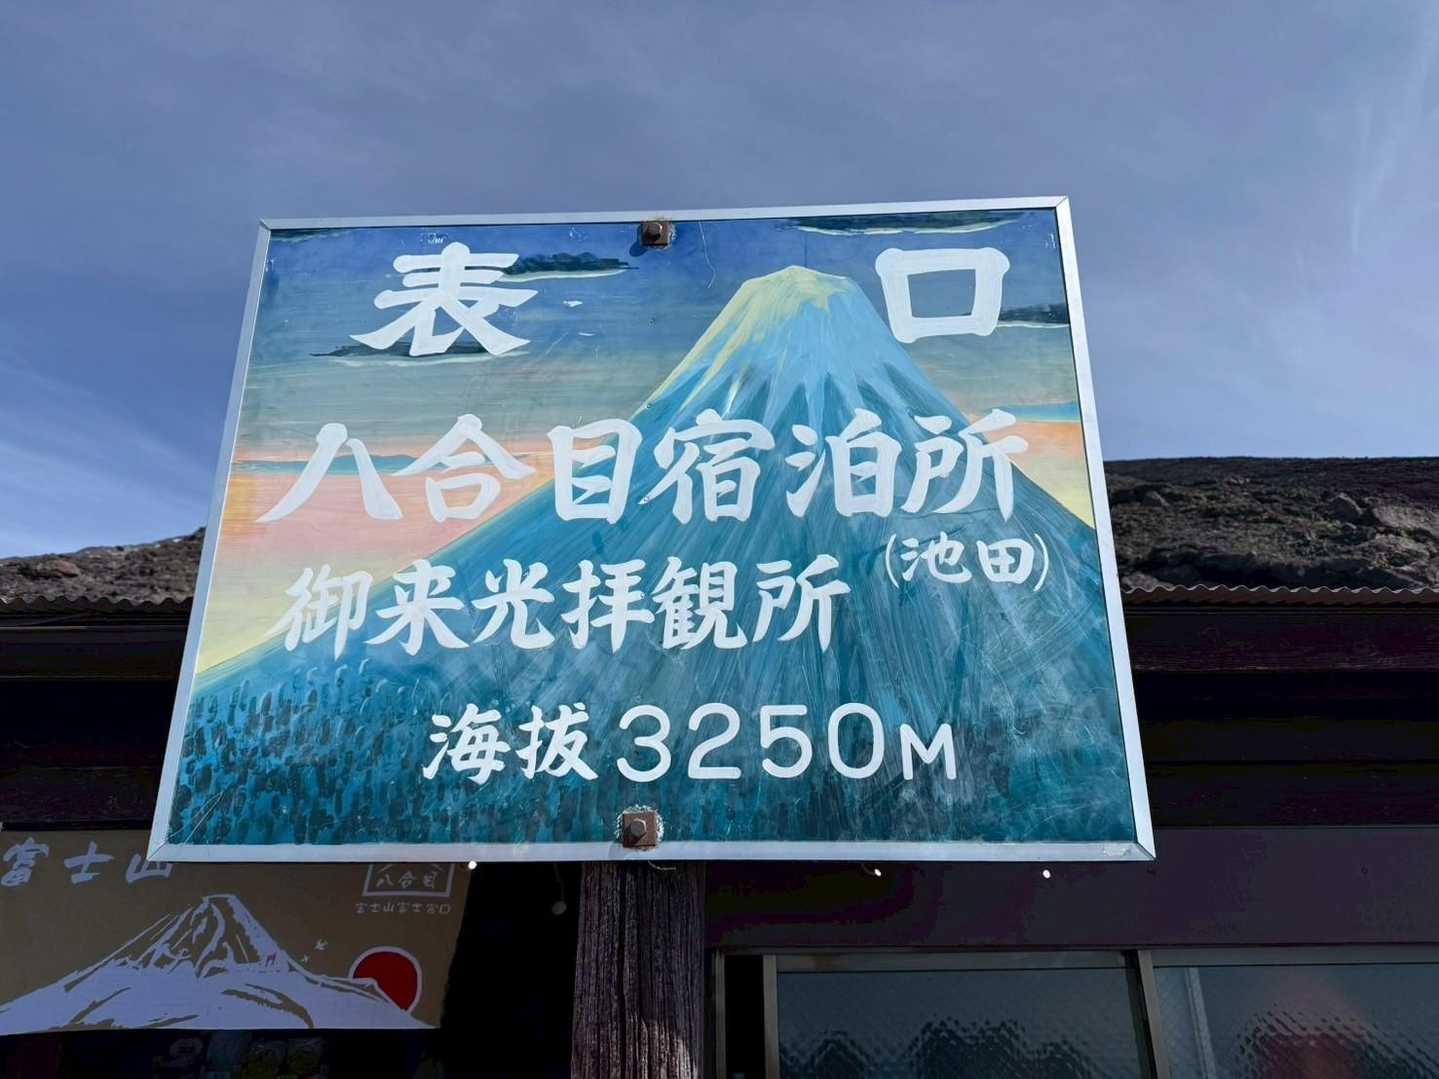 表 口
八合目宿泊所
(池田)
御来光拝観所
海抜3250M
富士山
八合目
富士山富士宮口